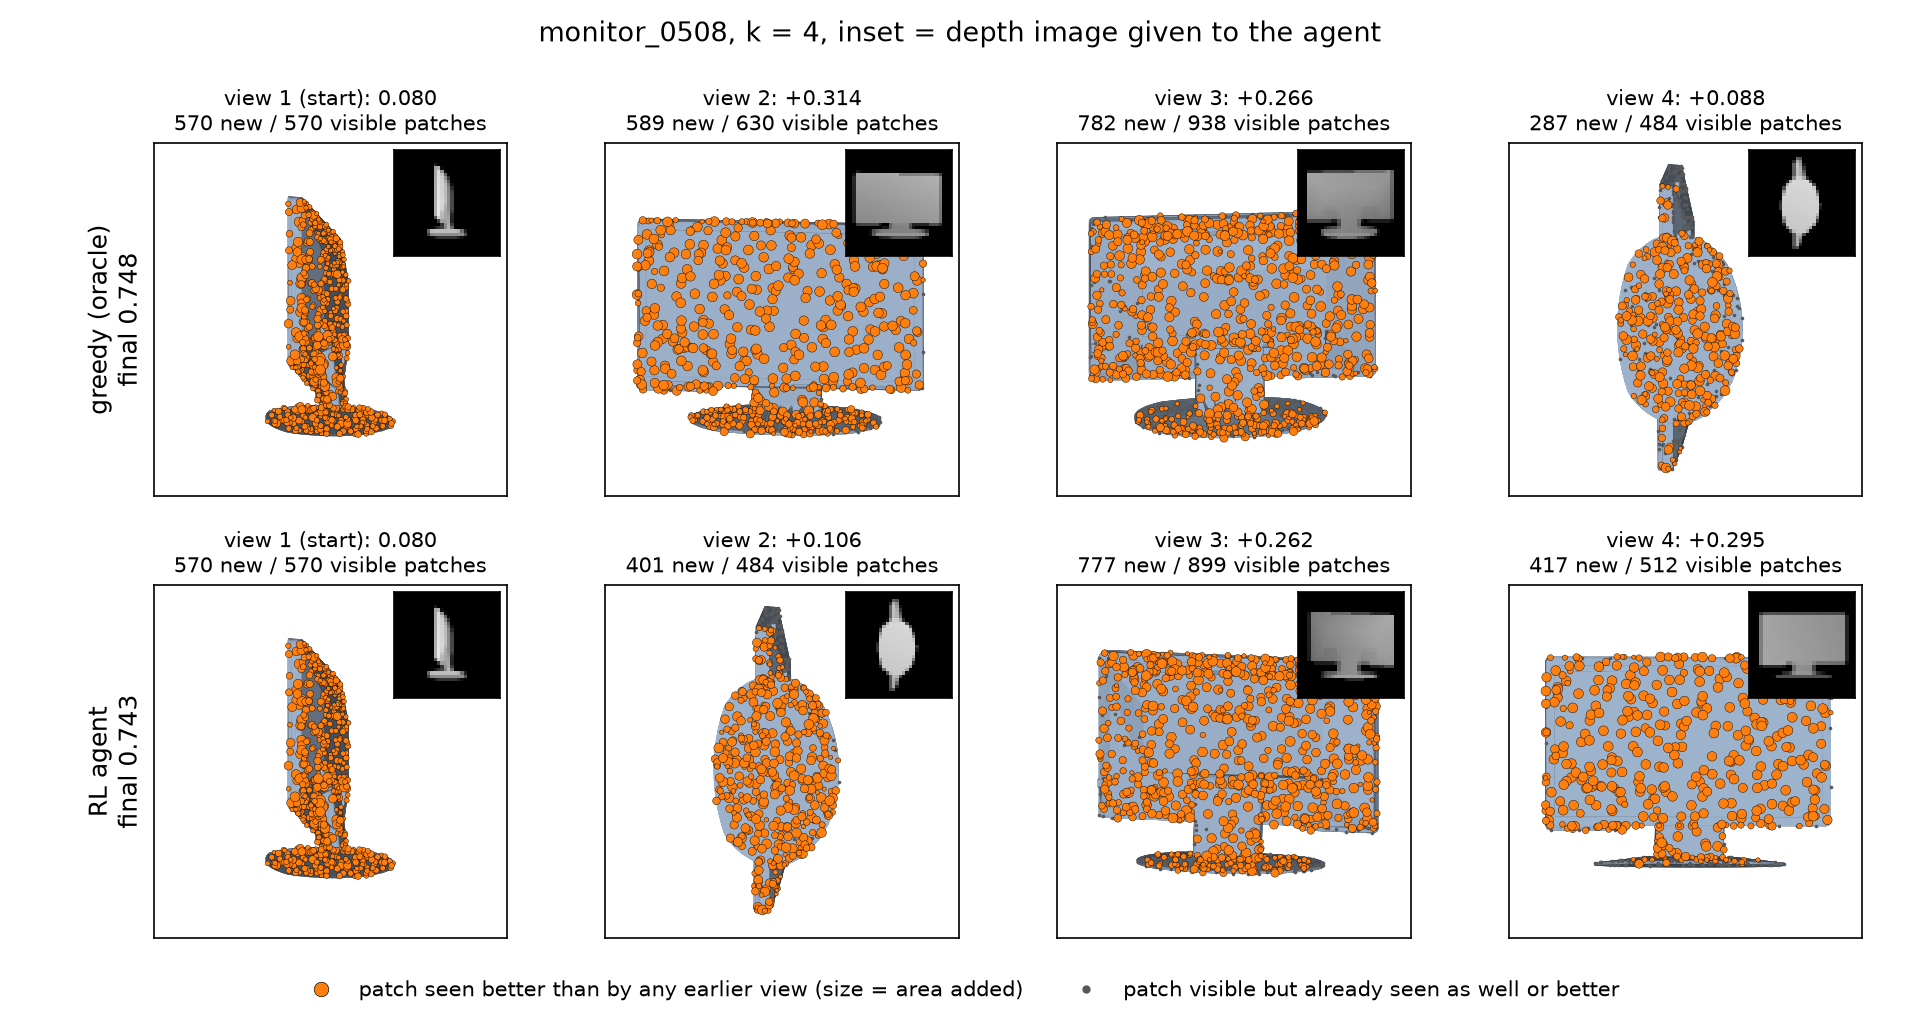 monitor_0508, k = 4, inset = depth image given to the agent
view 1 (start): 0.080
570 new / 570 visible patches
view 2: +0.314
589 new / 630 visible patches
view 3: +0.266
782 new / 938 visible patches
view 4: +0.088
287 new / 484 visible patches
greedy (oracle)
final 0.748
view 1 (start): 0.080
570 new / 570 visible patches
view 2: +0.106
401 new / 484 visible patches
view 3: +0.262
777 new / 899 visible patches
view 4: +0.295
417 new / 512 visible patches
RL agent
final 0.743
patch seen better than by any earlier view (size = area added)
patch visible but already seen as well or better